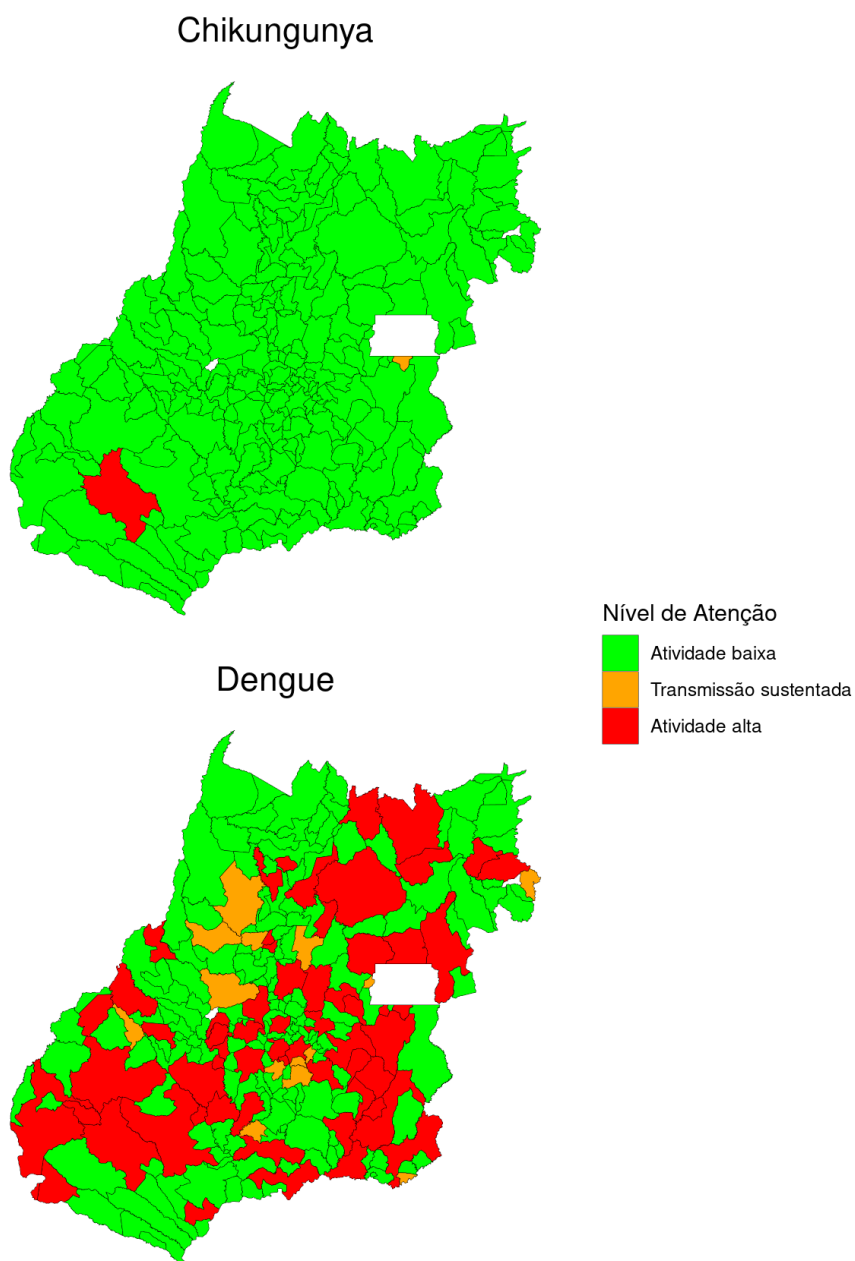 Chikungunya
Nível de Atenção
Atividade baixa
Transmissão sustentada
Atividade alta
Dengue